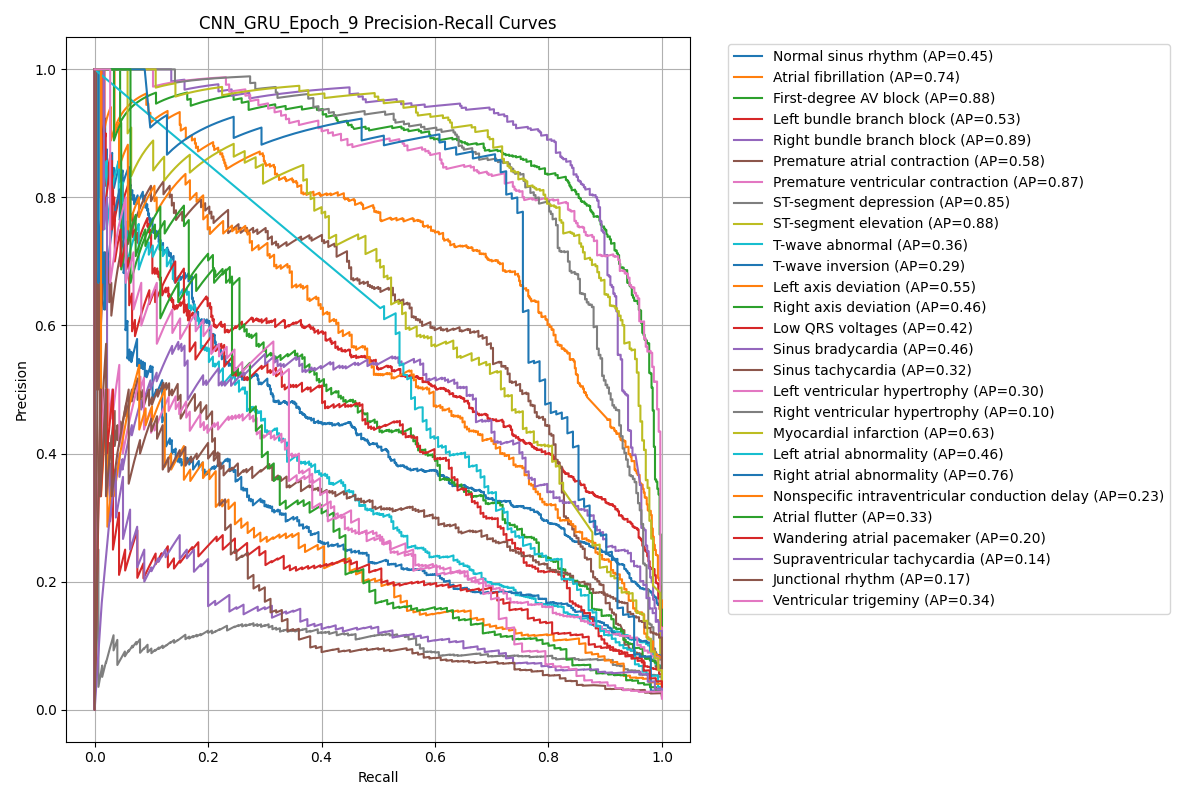 CNN_GRU_Epoch_9 Precision-Recall Curves
Precision
1.0
0.8
0.6
0.4
0.2
0.0
0.0 0.2 0.4 0.6 0.8 1.0
Recall
Normal sinus rhythm (AP=0.45)
Atrial fibrillation (AP=0.74)
First-degree AV block (AP=0.88)
Left bundle branch block (AP=0.53)
Right bundle branch block (AP=0.89)
Premature atrial contraction (AP=0.58)
Premature ventricular contraction (AP=0.87)
ST-segment depression (AP=0.85)
ST-segment elevation (AP=0.88)
T-wave abnormal (AP=0.36)
T-wave inversion (AP=0.29)
Left axis deviation (AP=0.55)
Right axis deviation (AP=0.46)
Low QRS voltages (AP=0.42)
Sinus bradycardia (AP=0.46)
Sinus tachycardia (AP=0.32)
Left ventricular hypertrophy (AP=0.30)
Right ventricular hypertrophy (AP=0.10)
Myocardial infarction (AP=0.63)
Left atrial abnormality (AP=0.46)
Right atrial abnormality (AP=0.76)
Nonspecific intraventricular conduction delay (AP=0.23)
Atrial flutter (AP=0.33)
Wandering atrial pacemaker (AP=0.20)
Supraventricular tachycardia (AP=0.14)
Junctional rhythm (AP=0.17)
Ventricular trigeminy (AP=0.34)